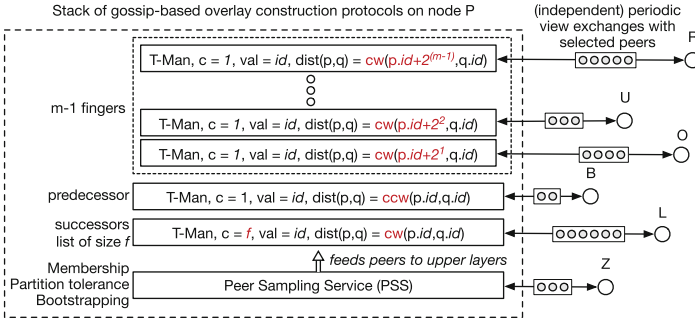 Stack of gossip-based overlay construction protocols on node P
(independent) periodic
view exchanges with
selected peers
T-Man, c = 1, val = id, dist(p,q) = cw(p.id+2^(m-1),q.id)
m-1 fingers
T-Man, c = 1, val = id, dist(p,q) = cw(p.id+2^2,q.id)
U
T-Man, c = 1, val = id, dist(p,q) = cw(p.id+2^1,q.id)
O
predecessor
T-Man, c = 1, val = id, dist(p,q) = ccw(p.id,q.id)
B
successors
list of size f
T-Man, c = f, val = id, dist(p,q) = cw(p.id,q.id)
L
feeds peers to upper layers
Membership
Partition tolerance
Bootstrapping
Peer Sampling Service (PSS)
Z